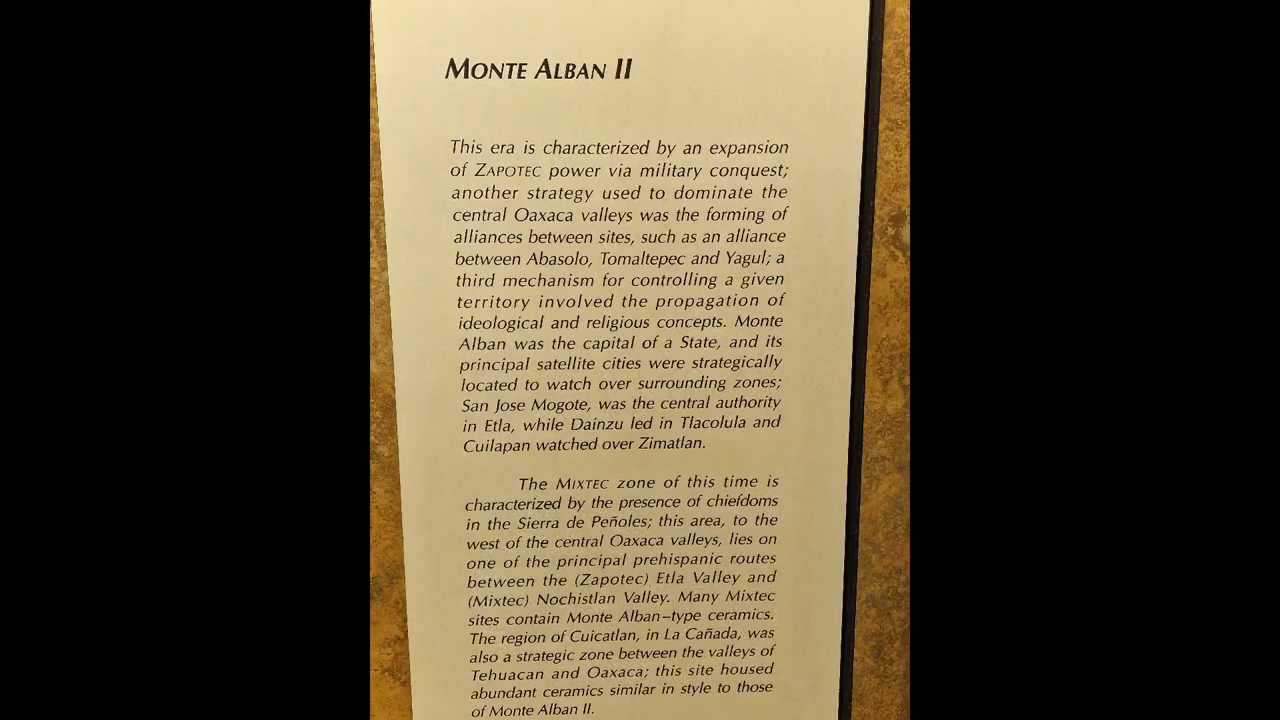 MONTE ALBAN II
This era is characterized by an expansion
of ZAPOTEC power via military conquest;
another strategy used to dominate the
central Oaxaca valleys was the forming of
alliances between sites, such as an alliance
between Abasolo, Tomaltepec and Yagul; a
third mechanism for controlling a given
territory involved the propagation of
ideological and religious concepts. Monte
Alban was the capital of a State, and its
principal satellite cities were strategically
located to watch over surrounding zones;
San Jose Mogote, was the central authority
in Etla, while Dainzu led in Tlacolula and
Cuilapan watched over Zimatlan.
The MIXTEC zone of this time is
characterized by the presence of chiefdoms
in the Sierra de Peñoles; this area, to the
west of the central Oaxaca valleys, lies on
one of the principal prehispanic routes
between the (Zapotec) Etla Valley and
(Mixtec) Nochistlan Valley. Many Mixtec
sites contain Monte Alban–type ceramics.
The region of Cuicatlan, in La Cañada, was
also a strategic zone between the valleys of
Tehuacan and Oaxaca; this site housed
abundant ceramics similar in style to those
of Monte Alban II.